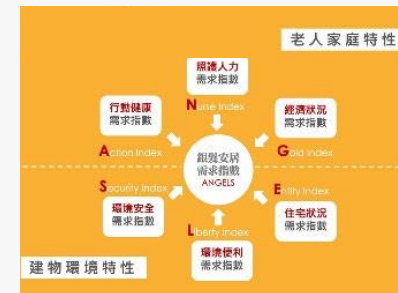 老人家庭特性
照護人力
需求指數
Nurse Index
行動健康
需求指數
Action Index
經濟狀況
需求指數
Gold Index
銀髮安居
需求指數
ANGELS
Security Index
環境安全
需求指數
Entity Index
住宅狀況
需求指數
Liberty Index
環境便利
需求指數
建物環境特性